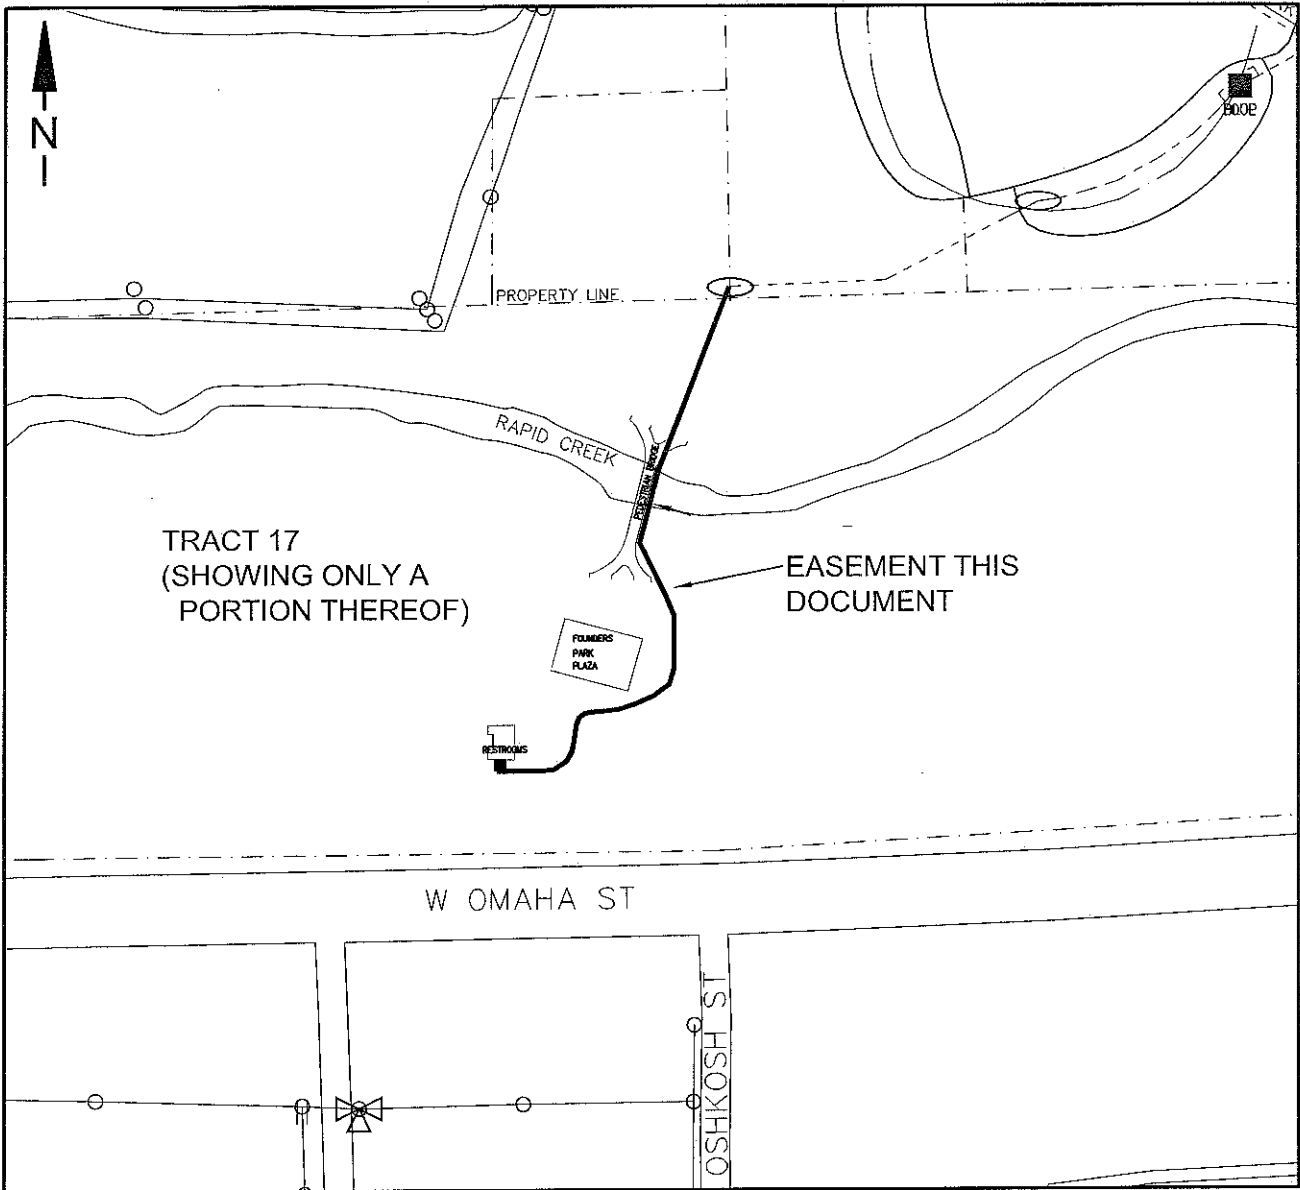 N
PROPERTY LINE
RAPID CREEK
PEDESTRIAN BRIDGE
TRACT 17
(SHOWING ONLY A
PORTION THEREOF)
EASEMENT THIS
DOCUMENT
FOUNDERS
PARK
PLAZA
RESTROOMS
W OMAHA ST
OSHKOSH ST